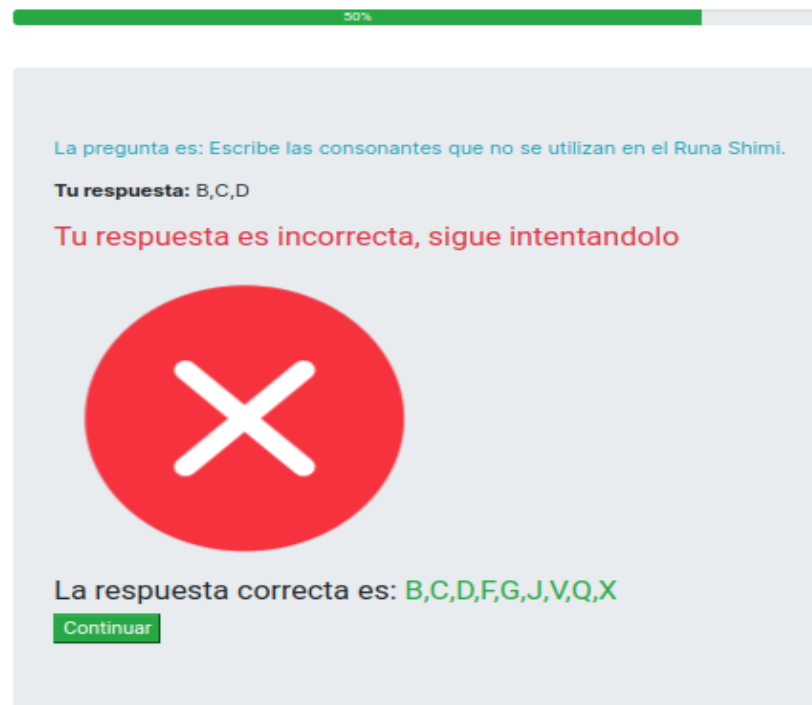 50%
La pregunta es: Escribe las consonantes que no se utilizan en el Runa Shimi.
Tu respuesta: B,C,D
Tu respuesta es incorrecta, sigue intentandolo
La respuesta correcta es: B,C,D,F,G,J,V,Q,X
Continuar